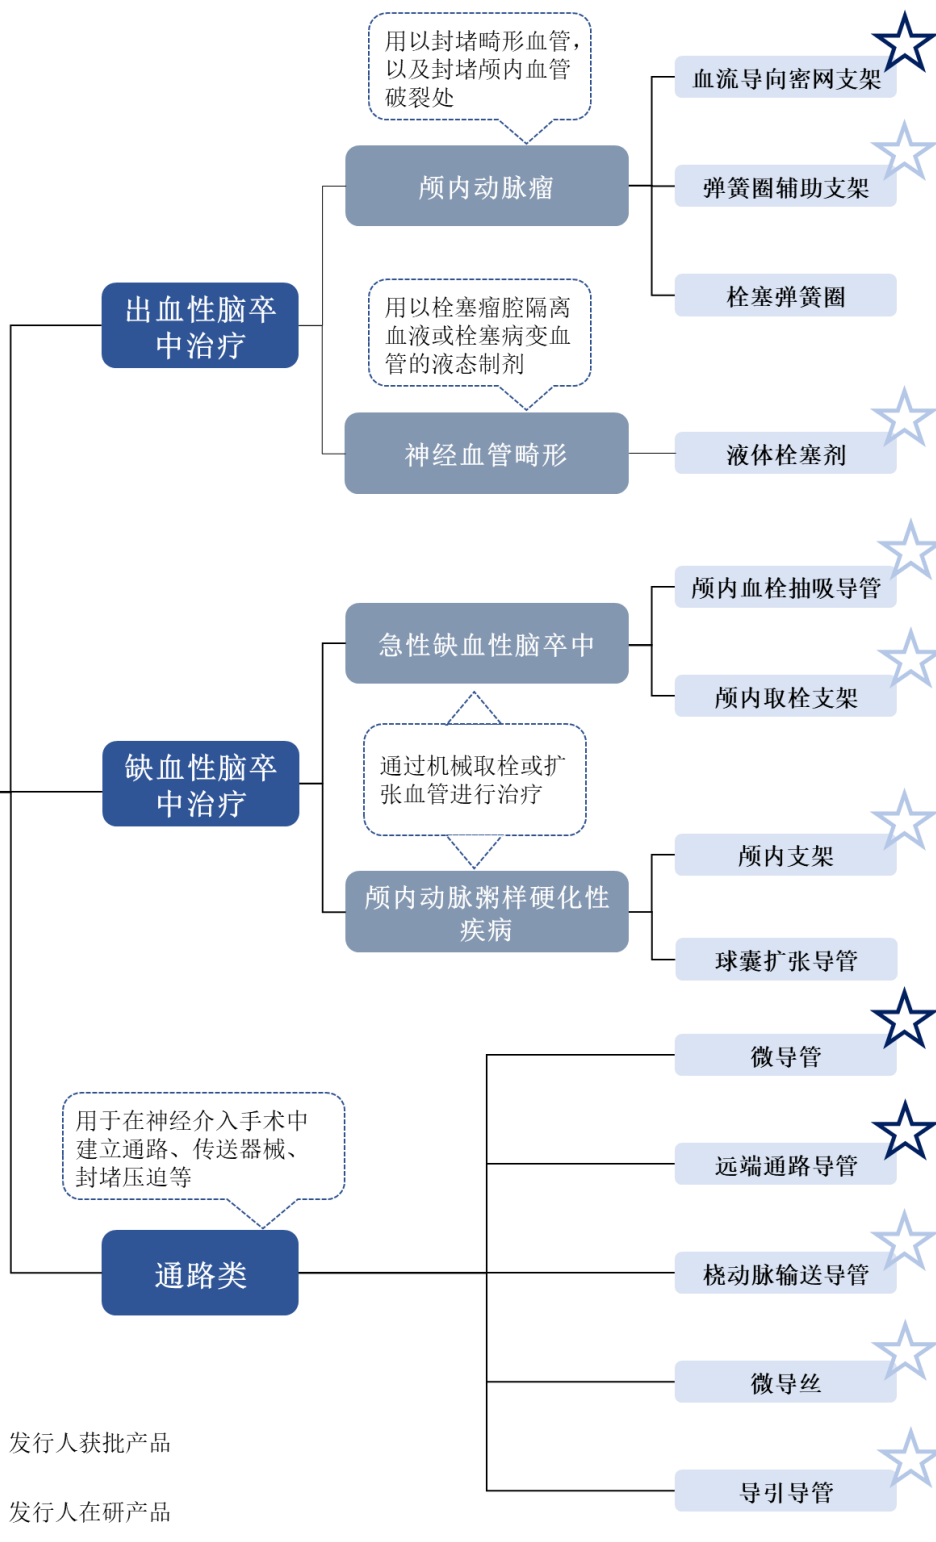 用以封堵畸形血管，
以及封堵颅内血管
破裂处
血流导向密网支架
颅内动脉瘤
弹簧圈辅助支架
栓塞弹簧圈
出血性脑卒
中治疗
用以栓塞瘤腔隔离
血液或栓塞病变血
管的液态制剂
神经血管畸形
液体栓塞剂
颅内血栓抽吸导管
急性缺血性脑卒中
颅内取栓支架
缺血性脑卒
中治疗
通过机械取栓或扩
张血管进行治疗
颅内支架
颅内动脉粥样硬化性
疾病
球囊扩张导管
微导管
用于在神经介入手术中
建立通路、传送器械、
封堵压迫等
远端通路导管
通路类
桡动脉输送导管
微导丝
导引导管
发行人获批产品
发行人在研产品